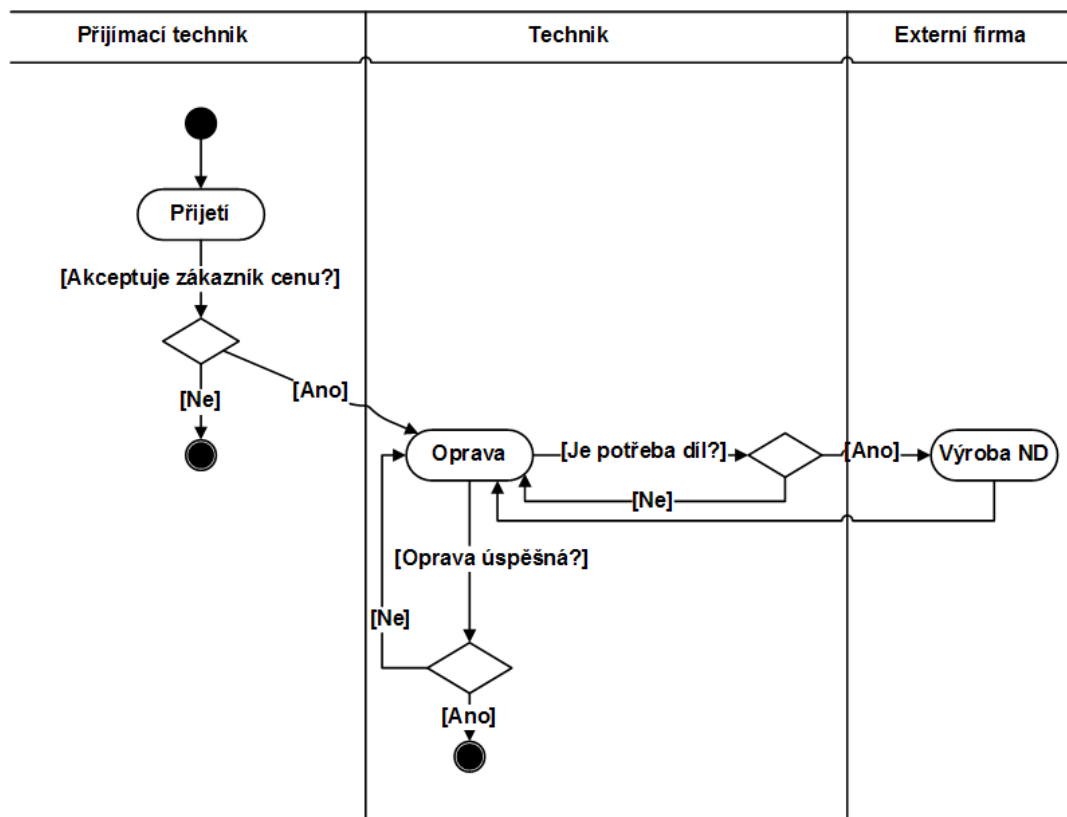 Přijímací technik
Technik
Externí firma
Přijetí
[Akceptuje zákazník cenu?]
[Ne]
[Ano]
Oprava
[Je potřeba díl?]
[Ano]
Výroba ND
[Ne]
[Oprava úspěšná?]
[Ne]
[Ano]